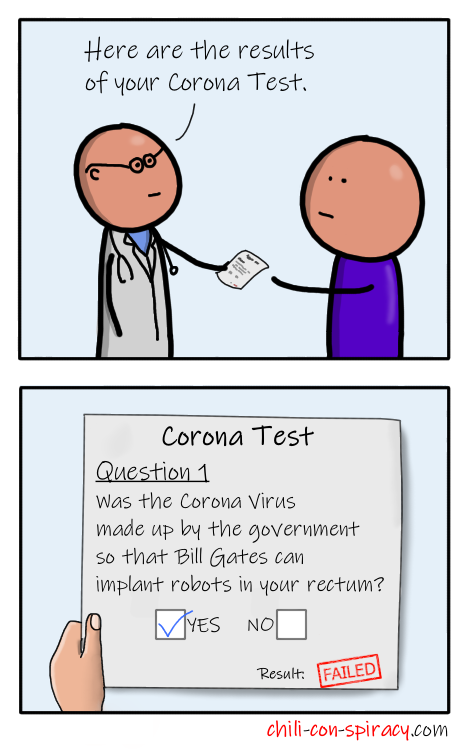 Here are the results
of your Corona Test.
Corona Test
Question 1
Was the Corona Virus
made up by the government
so that Bill Gates can
implant robots in your rectum?
YES NO
Result: FAILED
chili-con-spiracy.com